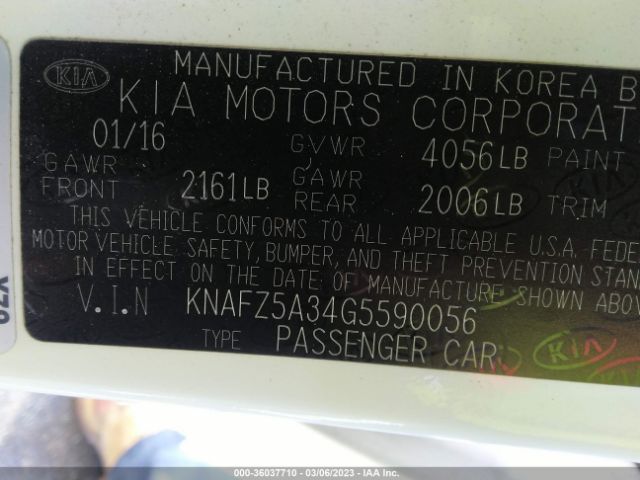 KIA
MANUFACTURED IN KOREA B
KIA MOTORS CORPORAT
01/16 GVWR 4056LB PAINT
GAWR FRONT 2161LB GAWR REAR 2006LB TRIM
THIS VEHICLE CONFORMS TO ALL APPLICABLE U.S.A. FEDE
MOTOR VEHICLE SAFETY, BUMPER, AND THEFT PREVENTION STAN
IN EFFECT ON THE DATE OF MANUFACTURE SHOWN ABOV
V.I.N KNAFZ5A34G5590056
TYPE PASSENGER CAR
KIA
KIA
000-36037710 | 03/06/2023 - IAA Inc.